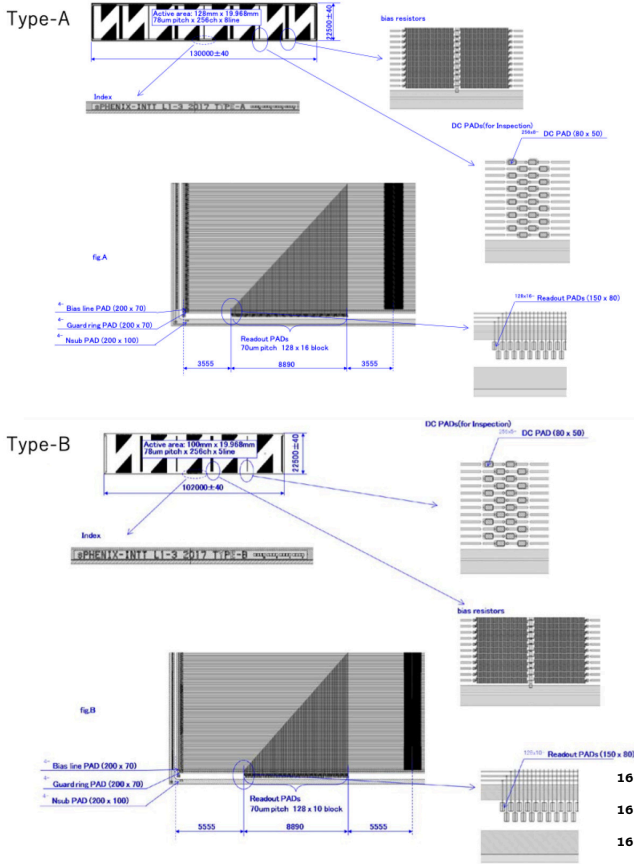 Type-A
Active area: 128mm x 19.968mm
78um pitch x 256ch x 8line
22500±40
130000±40
bias resistors
Index
sPHENIX-INTT L1-3 2017 TYPE-A
DC PADs(for Inspection)
DC PAD (80 x 50)
fig.A
Bias line PAD (200 x 70)
Guard ring PAD (200 x 70)
Nsub PAD (200 x 100)
Readout PADs
70um pitch 128 x 16 block
3555
8890
3555
Readout PADs (150 x 80)
Type-B
Active area: 100mm x 19.968mm
78um pitch x 256ch x 5line
22500±40
102000±40
DC PADs(for Inspection)
DC PAD (80 x 50)
Index
sPHENIX-INTT L1-3 2017 TYPE-B
bias resistors
fig.B
Bias line PAD (200 x 70)
Guard ring PAD (200 x 70)
Nsub PAD (200 x 100)
Readout PADs
70um pitch 128 x 10 block
5555
8890
5555
Readout PADs (150 x 80)
16
16
16